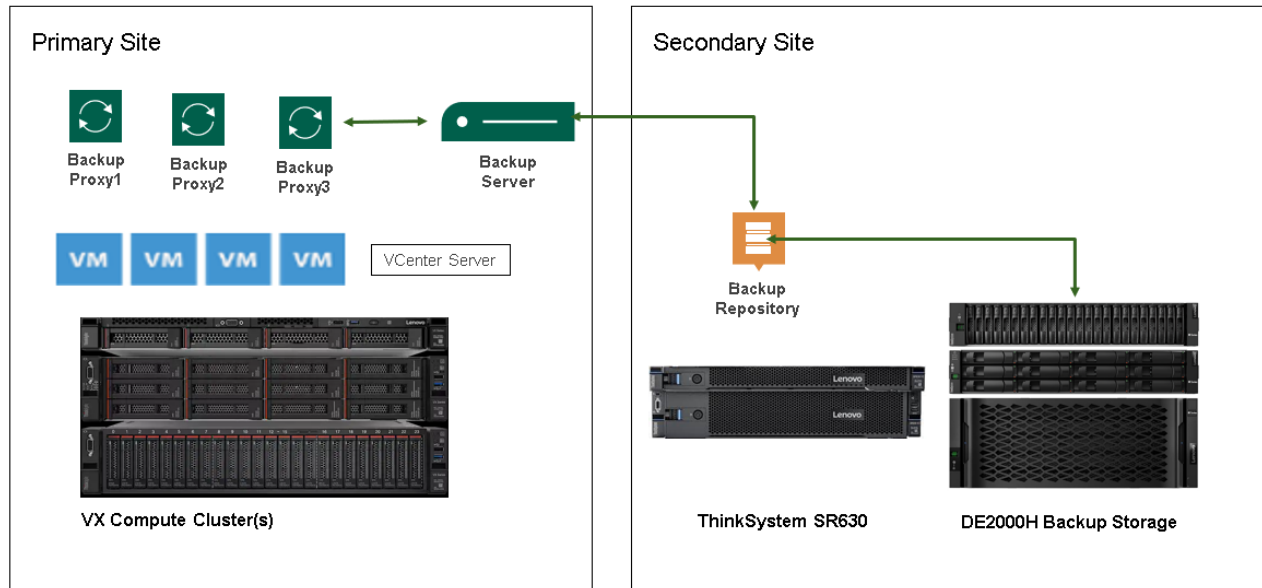 Primary Site
Backup
Proxy1
Backup
Proxy2
Backup
Proxy3
Backup
Server
VM
VM
VM
VM
VCenter Server
Lenovo
VX Compute Cluster(s)
Secondary Site
Backup
Repository
Lenovo
Lenovo
ThinkSystem SR630
DE2000H Backup Storage